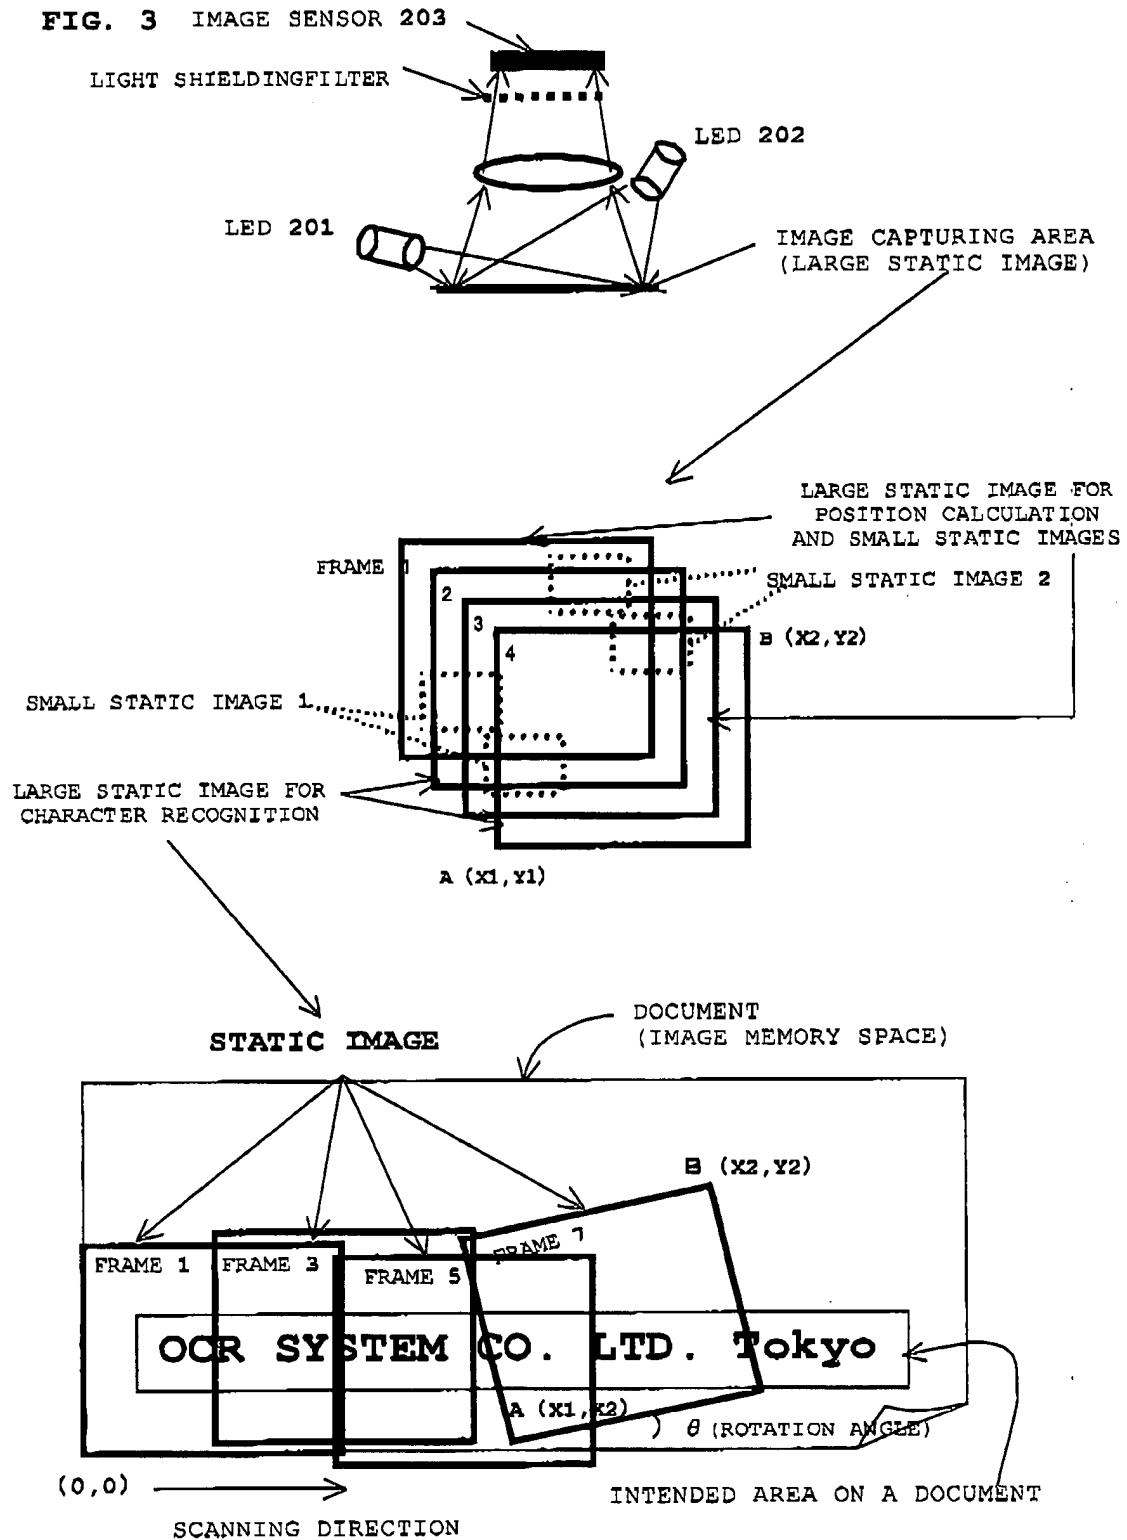 FIG. 3 IMAGE SENSOR 203
LIGHT SHIELDINGFILTER
LED 202
LED 201
IMAGE CAPTURING AREA
(LARGE STATIC IMAGE)
LARGE STATIC IMAGE FOR
POSITION CALCULATION
AND SMALL STATIC IMAGES
FRAME 1
SMALL STATIC IMAGE 2
2
3
B (X2,Y2)
4
SMALL STATIC IMAGE 1
LARGE STATIC IMAGE FOR
CHARACTER RECOGNITION
A (X1,Y1)
DOCUMENT
(IMAGE MEMORY SPACE)
STATIC IMAGE
B (X2,Y2)
FRAME 7
FRAME 1
FRAME 3
FRAME 5
OCR SYSTEM CO. LTD. Tokyo
A (X1,X2)
θ (ROTATION ANGLE)
(0,0)
INTENDED AREA ON A DOCUMENT
SCANNING DIRECTION